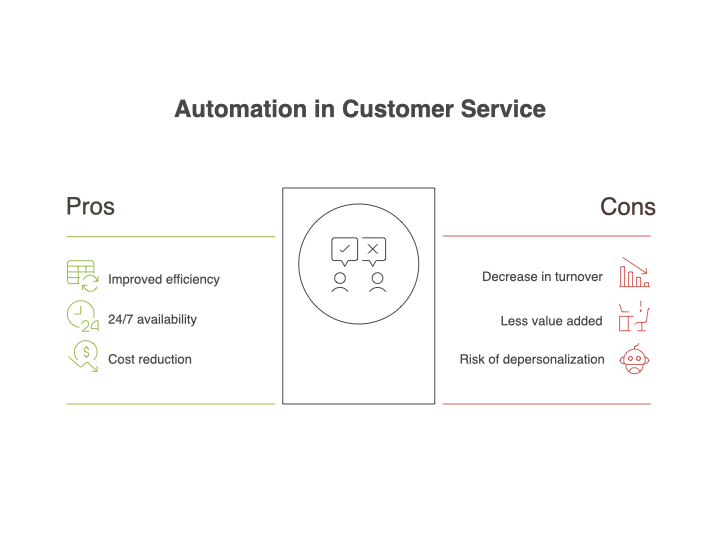 Automation in Customer Service
Pros
Improved efficiency
24/7 availability
24
Cost reduction
$
Cons
Decrease in turnover
Less value added
Risk of depersonalization